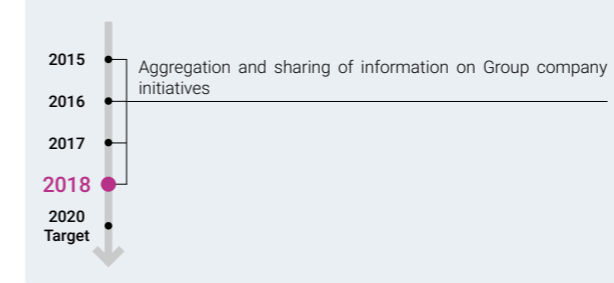 2015
Aggregation and sharing of information on Group company
initiatives
2016
2017
2018
2020
Target